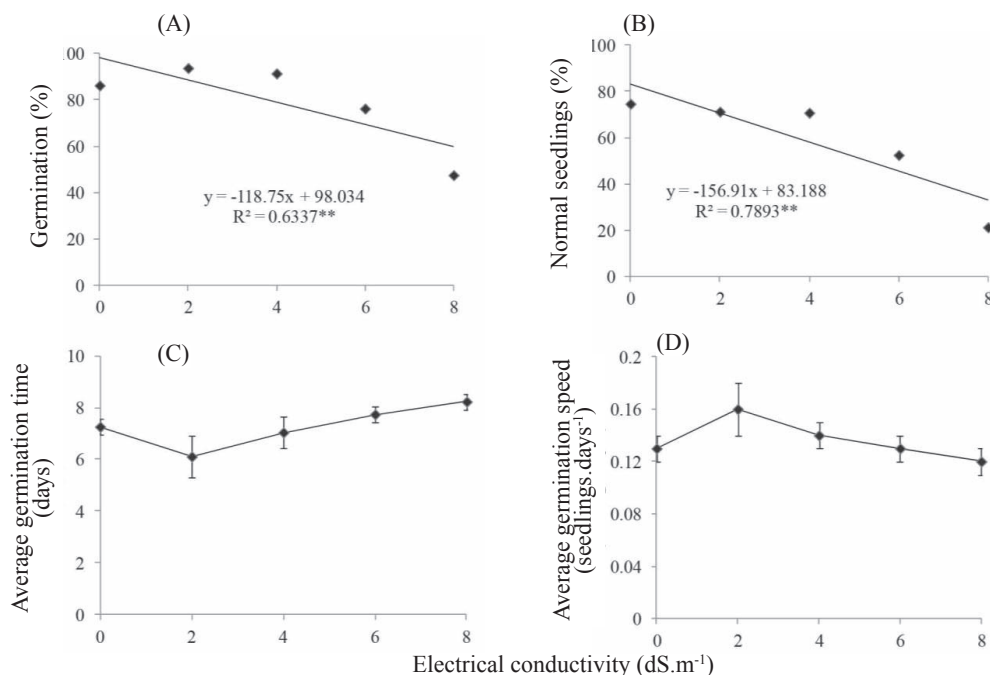 (A)
Germination (%)
100
80
60
40
20
0
y = -118.75x + 98.034
R² = 0.6337**
0 2 4 6 8
(B)
Normal seedlings (%)
100
80
60
40
20
0
y = -156.91x + 83.188
R² = 0.7893**
0 2 4 6 8
(C)
Average germination time
(days)
10
8
6
4
2
0
0 2 4 6 8
(D)
Average germination speed
(seedlings.days⁻¹)
0.2
0.16
0.12
0.08
0.04
0
0 2 4 6 8
Electrical conductivity (dS.m⁻¹)